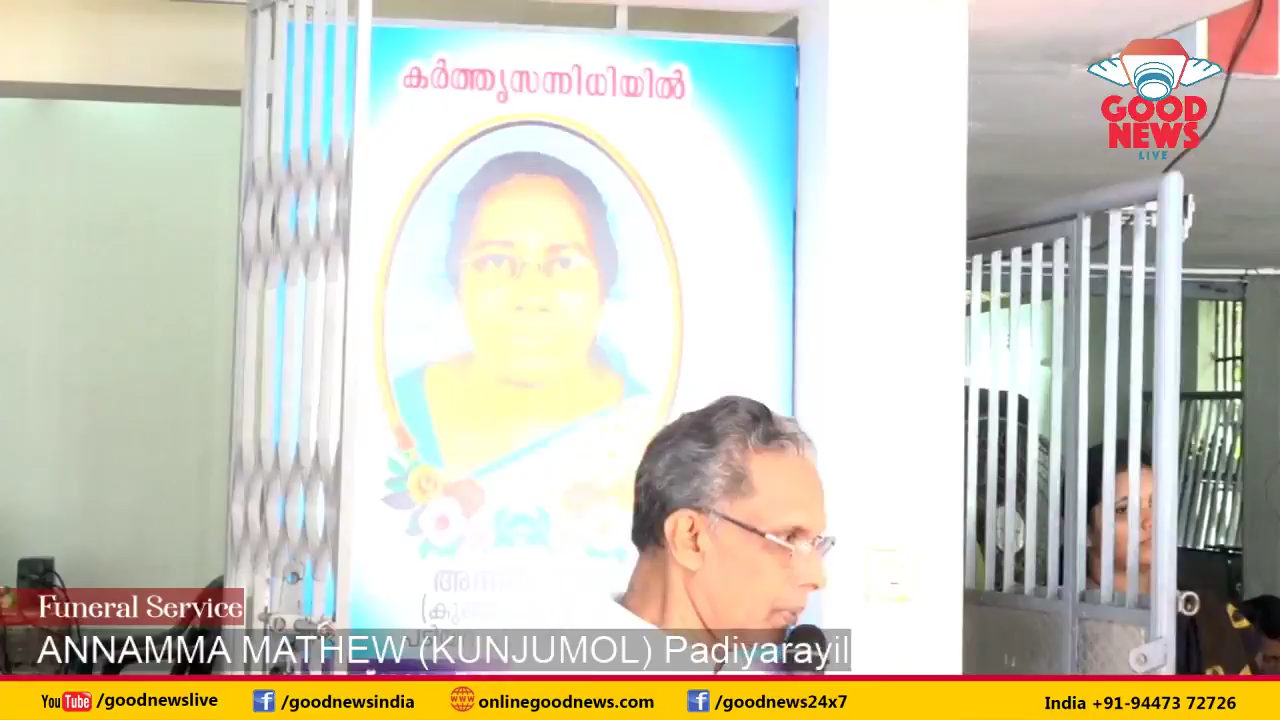 കർത്തൃസന്നിധിയിൽ
GOOD
NEWS
LIVE
Funeral Service
ANNAMMA MATHEW (KUNJUMOL) Padiyarayil
YouTube /goodnewslive
f /goodnewsindia
onlinegoodnews.com
f /goodnews24x7
India +91-94473 72726